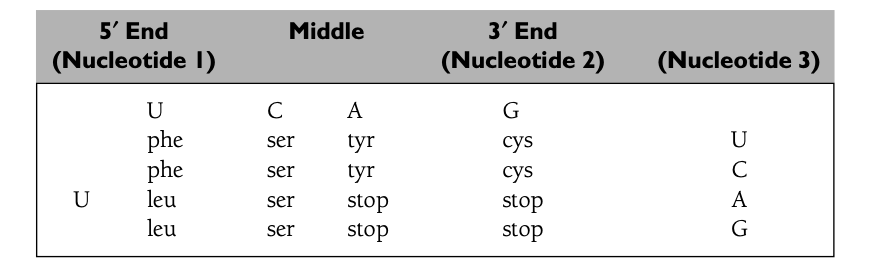 5′ End Middle 3′ End
(Nucleotide 1) (Nucleotide 2) (Nucleotide 3)
U C A G
phe ser tyr cys U
phe ser tyr cys C
U leu ser stop stop A
leu ser stop stop G